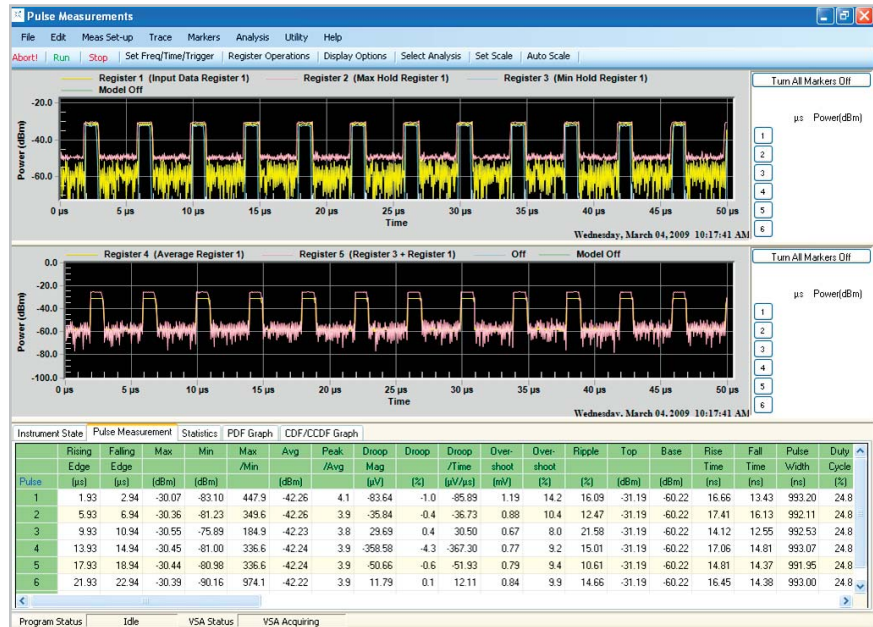 Pulse Measurements
File Edit Meas Set-up Trace Markers Analysis Utility Help
Abort! Run Stop Set Freq/Time/Trigger Register Operations Display Options Select Analysis Set Scale Auto Scale
Register 1 (Input Data Register 1) Register 2 (Max Hold Register 1) Register 3 (Min Hold Register 1)
Model Off
Turn All Markers Off
-20.0
-40.0
-60.0
Power (dBm)
µs Power(dBm)
1
2
3
4
5
6
0 µs 5 µs 10 µs 15 µs 20 µs 25 µs 30 µs 35 µs 40 µs 45 µs 50 µs
Time
Wednesday, March 04, 2009 10:17:41 AM
Register 4 (Average Register 1) Register 5 (Register 3 + Register 1) Off Model Off
Turn All Markers Off
0.0
-20.0
-40.0
-60.0
-80.0
-100.0
Power (dBm)
µs Power(dBm)
1
2
3
4
5
6
0 µs 5 µs 10 µs 15 µs 20 µs 25 µs 30 µs 35 µs 40 µs 45 µs 50 µs
Time
Wednesday, March 04, 2009 10:17:41 AM
Instrument State Pulse Measurement Statistics PDF Graph CDF/CCDF Graph
Rising Falling Max Min Max Avg Peak Droop Droop Droop Over- Over- Ripple Top Base Rise Fall Pulse Duty
Edge Edge /Min /Avg Mag /Time shoot shoot Time Time Width Cycle
Pulse (µs) (µs) (dBm) (dBm) (dBm) (µV) (%) (µV/µs) (mV) (%) (%) (dBm) (dBm) (ns) (ns) (ns) (%)
1 1.93 2.94 -30.07 -83.10 447.9 -42.26 4.1 -83.64 -1.0 -85.89 1.19 14.2 16.09 -31.19 -60.22 16.66 13.43 993.20 24.8
2 5.93 6.94 -30.36 -81.23 349.6 -42.26 3.9 -35.84 -0.4 -36.73 0.88 10.4 12.47 -31.19 -60.22 17.41 16.13 992.11 24.8
3 9.93 10.94 -30.55 -75.89 184.9 -42.23 3.8 29.69 0.4 30.50 0.67 8.0 21.58 -31.19 -60.22 14.12 12.55 992.53 24.8
4 13.93 14.94 -30.45 -81.00 336.6 -42.24 3.9 -358.58 -4.3 -367.30 0.77 9.2 15.01 -31.19 -60.22 17.06 14.81 993.07 24.8
5 17.93 18.94 -30.44 -80.98 336.6 -42.24 3.9 -50.66 -0.6 -51.93 0.79 9.4 10.61 -31.19 -60.22 14.81 14.37 991.95 24.8
6 21.93 22.94 -30.39 -90.16 974.1 -42.22 3.9 11.79 0.1 12.11 0.84 9.9 14.66 -31.19 -60.22 16.45 14.38 993.00 24.8
Program Status Idle VSA Status VSA Acquiring